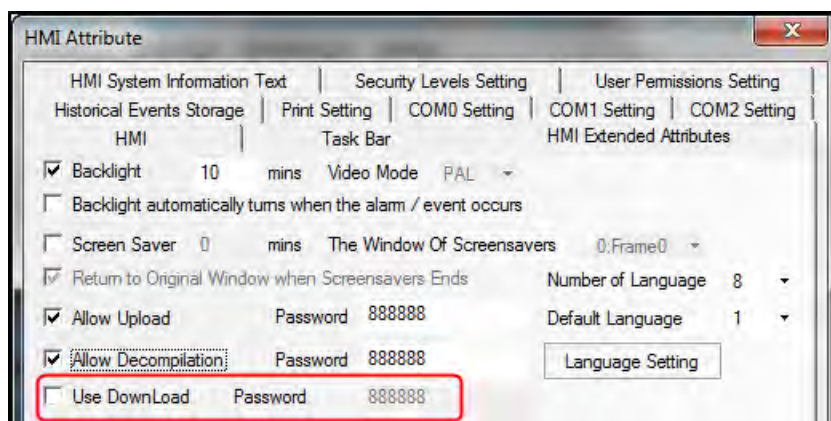 HMI Attribute
HMI System Information Text | Security Levels Setting | User Permissions Setting
Historical Events Storage | Print Setting | COM0 Setting | COM1 Setting | COM2 Setting
HMI | Task Bar HMI Extended Attributes
Backlight 10 mins Video Mode PAL
Backlight automatically turns when the alarm / event occurs
Screen Saver 0 mins The Window Of Screensavers 0:Frame0
Return to Original Window when Screensavers Ends Number of Language 8
Allow Upload Password 888888 Default Language 1
Allow Decompilation Password 888888 Language Setting
Use DownLoad Password 888888